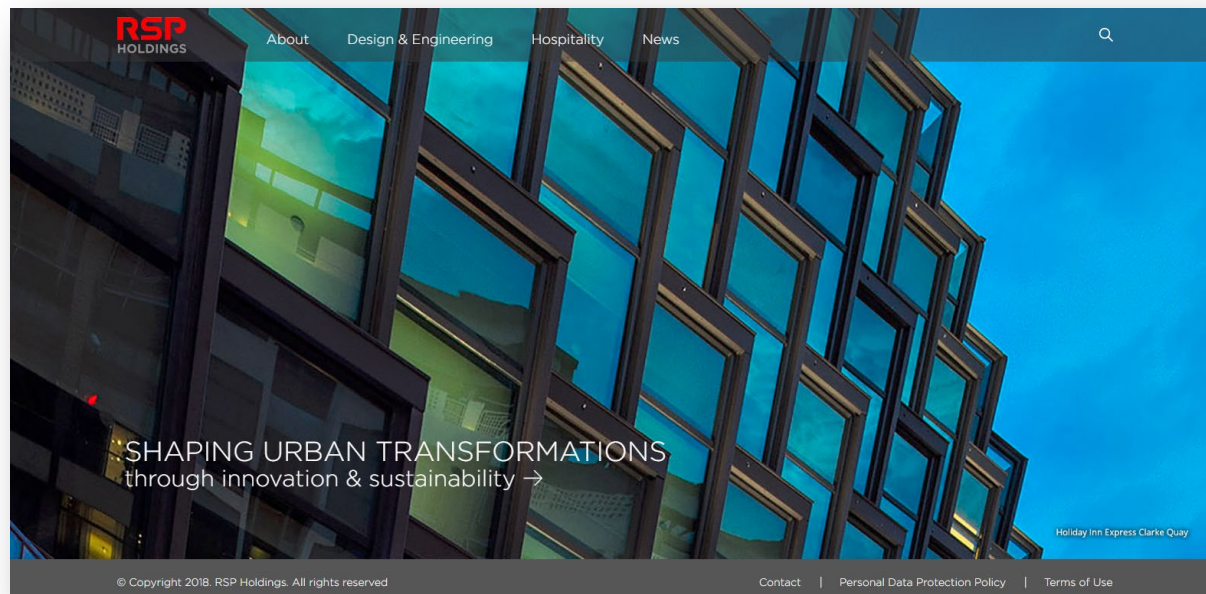 RSP
HOLDINGS
About
Design & Engineering
Hospitality
News
SHAPING URBAN TRANSFORMATIONS
through innovation & sustainability →
Holiday Inn Express Clarke Quay
© Copyright 2018. RSP Holdings. All rights reserved
Contact | Personal Data Protection Policy | Terms of Use